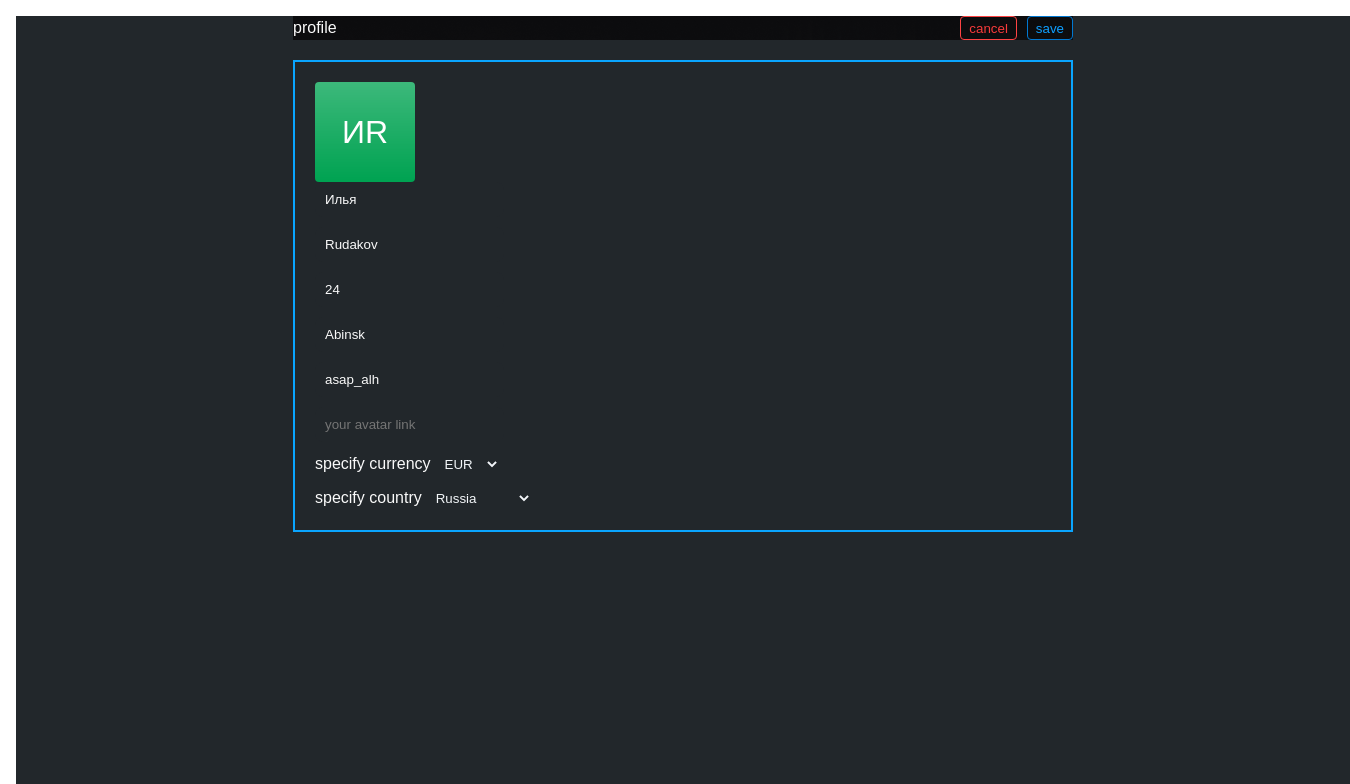 profile cancel save
ИR
Илья
Rudakov
24
Abinsk
asap_alh
your avatar link
specify currency EUR
specify country Russia